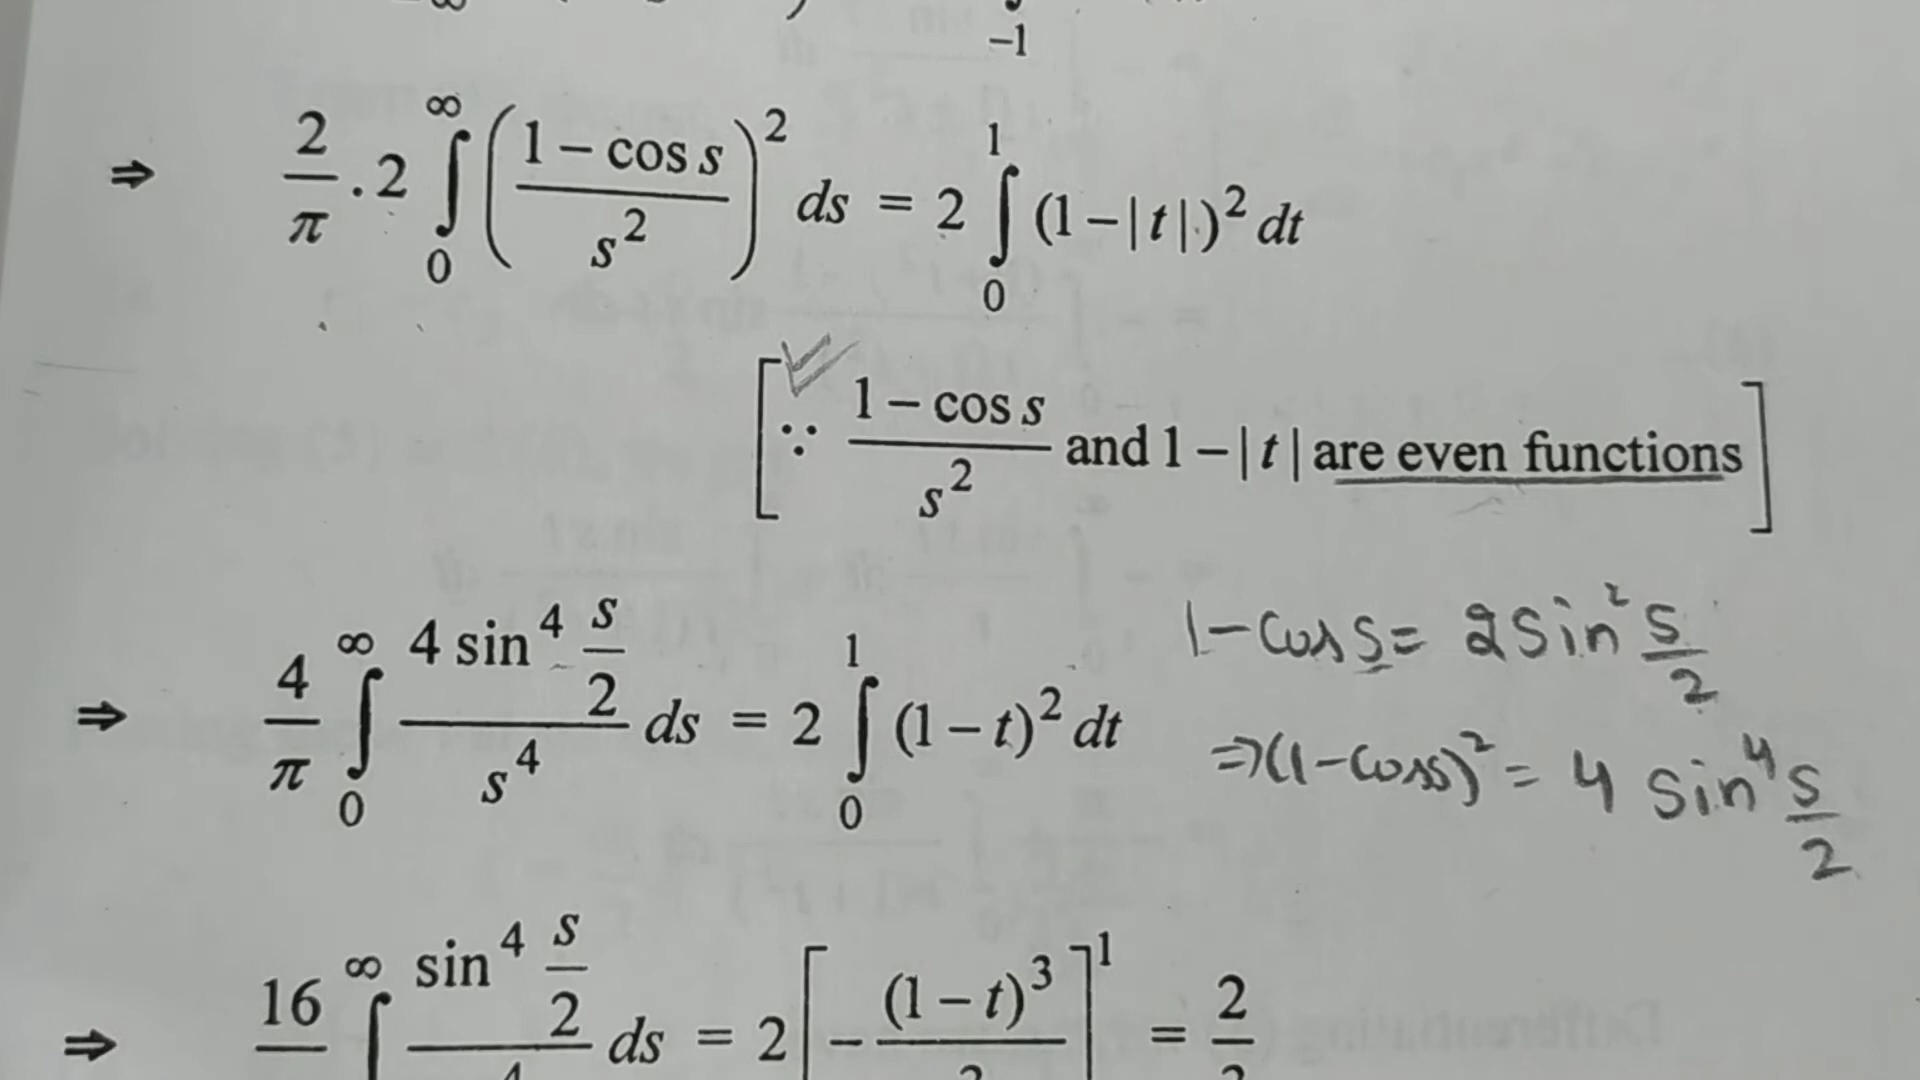 −1
⇒ 2/π . 2 ∫₀^∞ ((1 − cos s)/s²)² ds = 2 ∫₀¹ (1 − | t |)² dt
[∵ (1 − cos s)/s² and 1 − | t | are even functions]
⇒ 4/π ∫₀^∞ (4 sin⁴ s/2)/s⁴ ds = 2 ∫₀¹ (1 − t)² dt
1 − cos s = 2 sin² s/2
⇒ (1 − coss)² = 4 sin⁴ s/2
⇒ 16 ∫^∞ sin⁴ s/2 ds = 2 [− (1 − t)³ ]¹ = 2